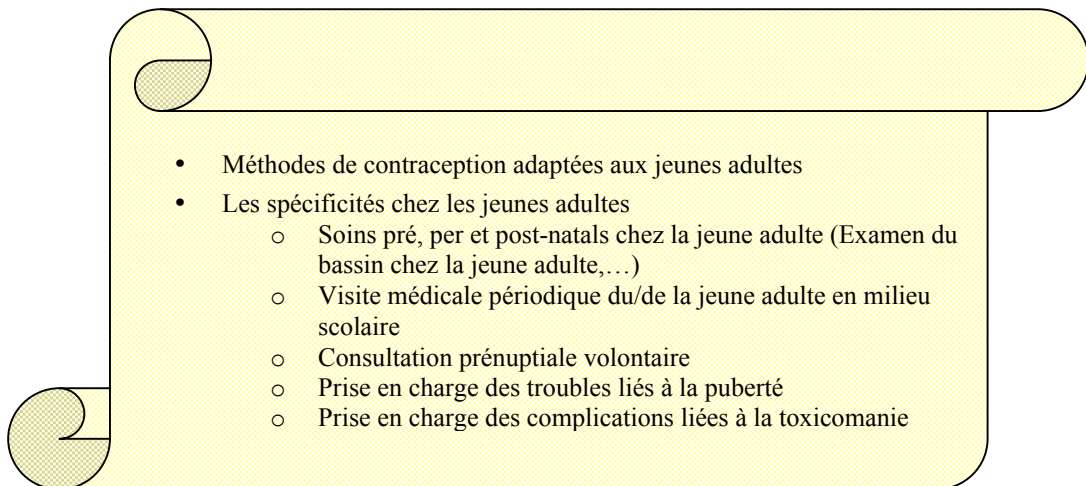 • Méthodes de contraception adaptées aux jeunes adultes
• Les spécificités chez les jeunes adultes
o Soins pré, per et post-natals chez la jeune adulte (Examen du
bassin chez la jeune adulte,…)
o Visite médicale périodique du/de la jeune adulte en milieu
scolaire
o Consultation prénuptiale volontaire
o Prise en charge des troubles liés à la puberté
o Prise en charge des complications liées à la toxicomanie